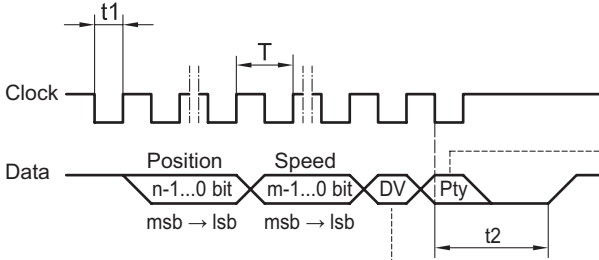 t1
T
Clock
Position Speed
Data
n-1...0 bit m-1...0 bit DV Pty
msb → lsb msb → lsb
t2